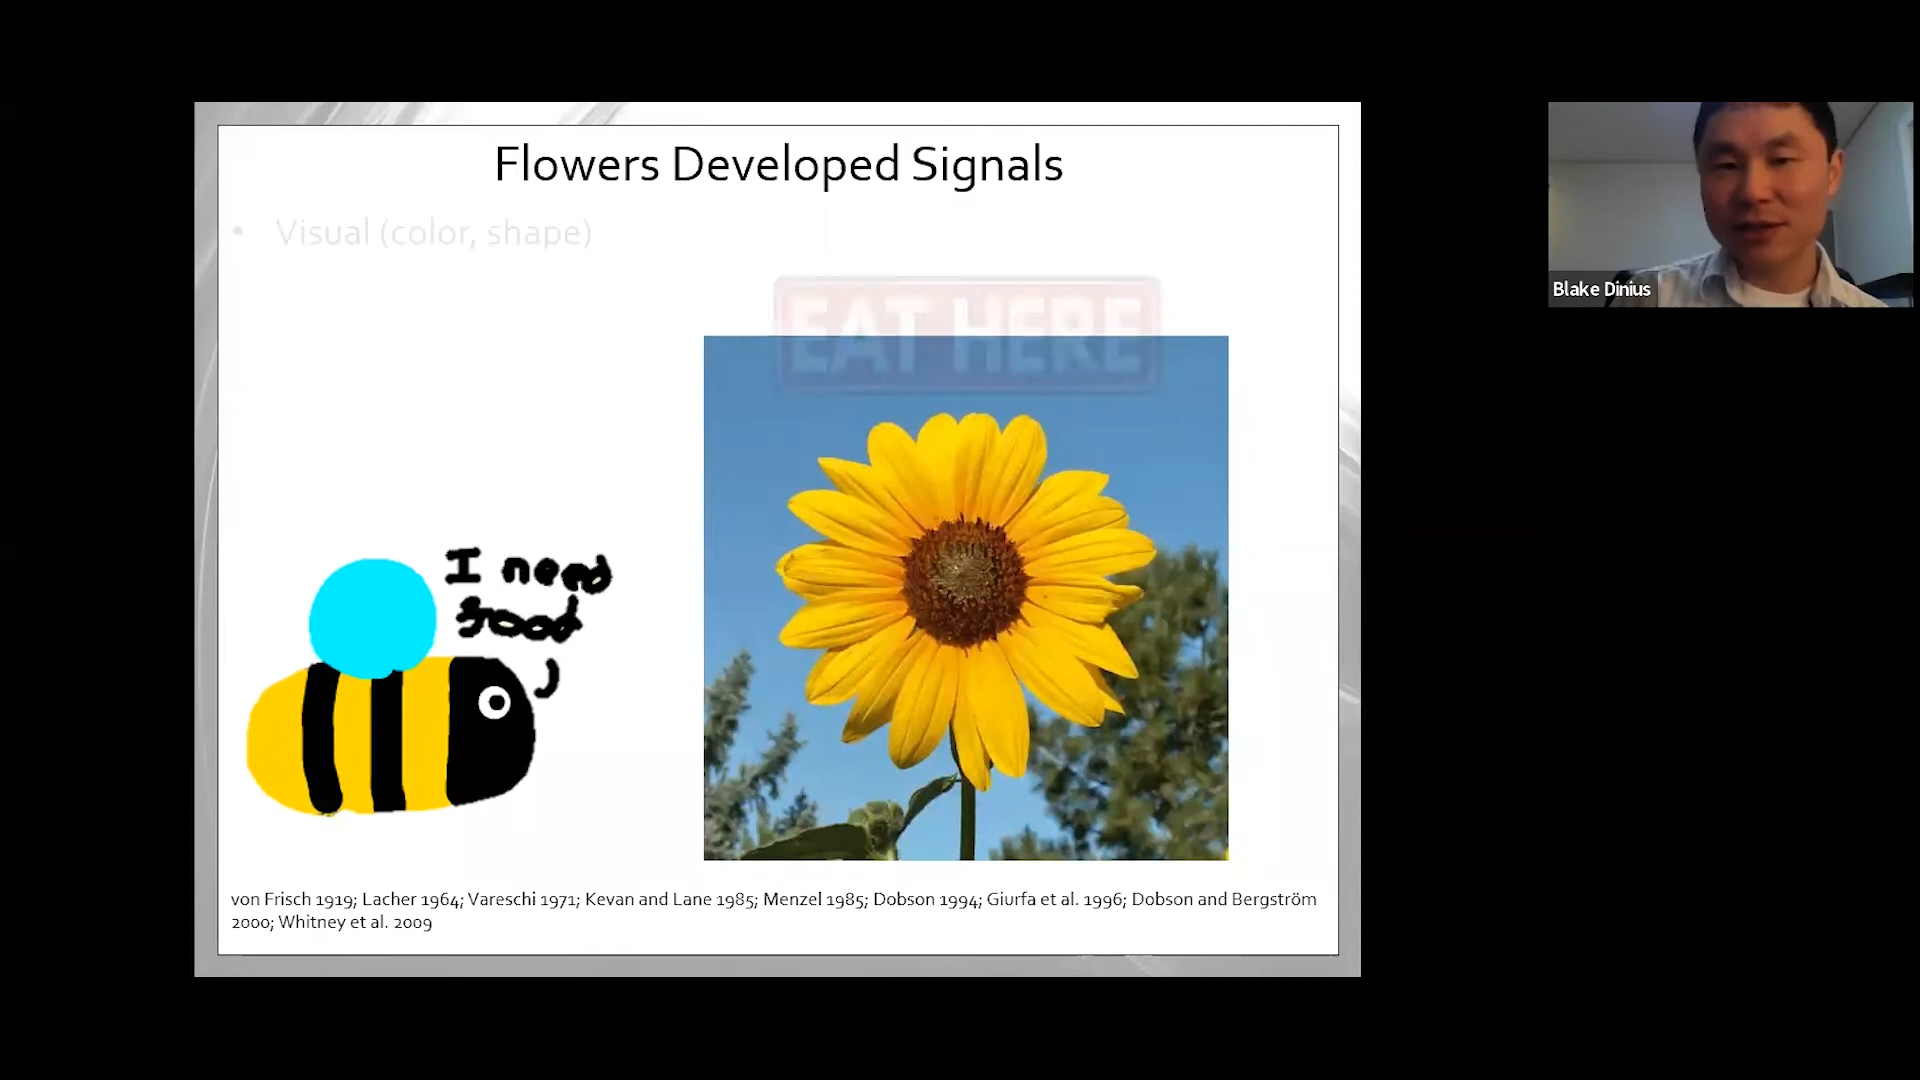 Flowers Developed Signals
• Visual (color, shape)
EAT HERE
I need
food
von Frisch 1919; Lacher 1964; Vareschi 1971; Kevan and Lane 1985; Menzel 1985; Dobson 1994; Giurfa et al. 1996; Dobson and Bergström
2000; Whitney et al. 2009
Blake Dinius